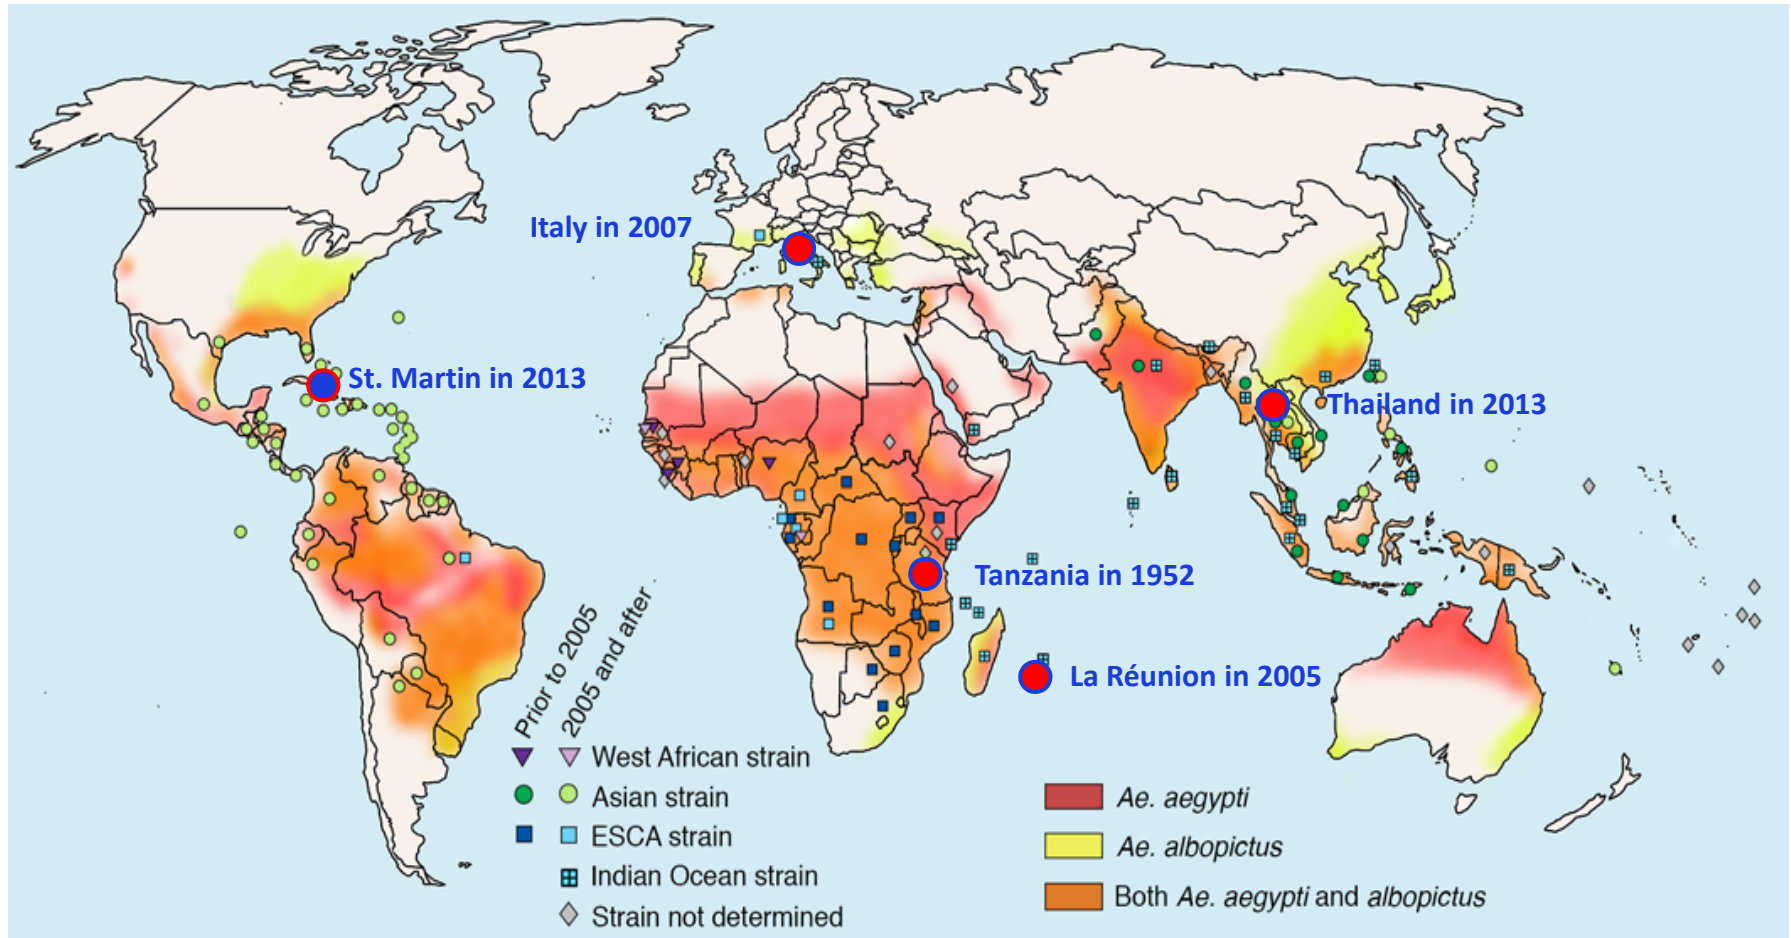 Italy in 2007
St. Martin in 2013
Thailand in 2013
Tanzania in 1952
La Réunion in 2005
Prior to 2005
2005 and after
West African strain
Asian strain
ESCA strain
Indian Ocean strain
Strain not determined
Ae. aegypti
Ae. albopictus
Both Ae. aegypti and albopictus